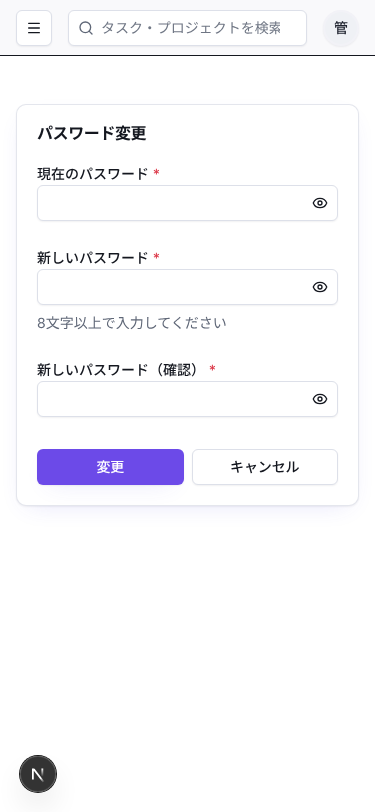 タスク・プロジェクトを検索
管
パスワード変更
現在のパスワード *
新しいパスワード *
8文字以上で入力してください
新しいパスワード（確認） *
変更
キャンセル
N